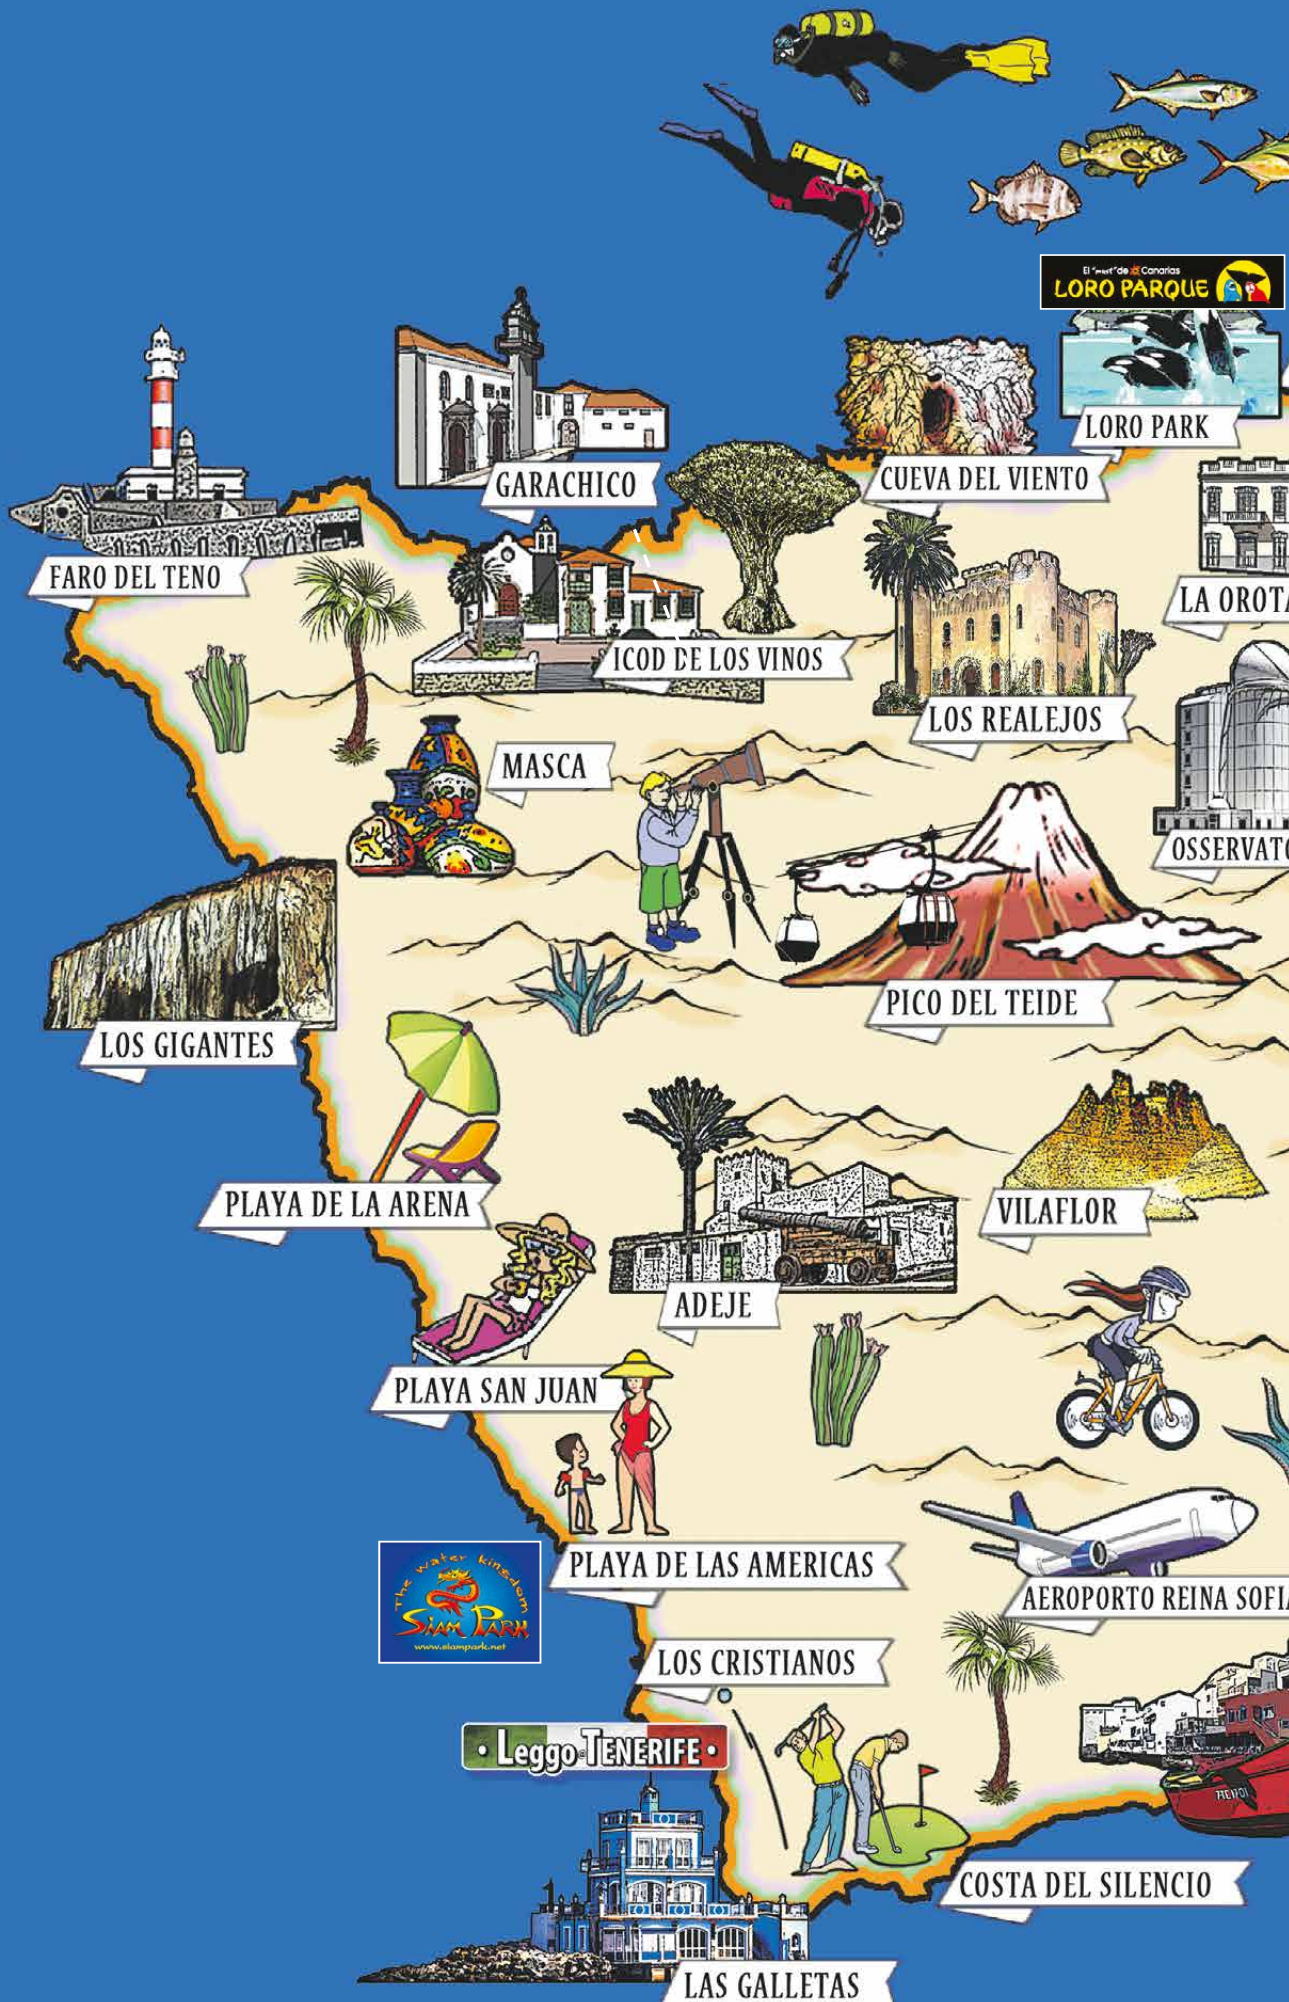 El "must" de Canarias
LORO PARQUE
LORO PARK
GARACHICO
CUEVA DEL VIENTO
FARO DEL TENO
LA OROTA
ICOD DE LOS VINOS
LOS REALEJOS
MASCA
OSSERVATO
PICO DEL TEIDE
LOS GIGANTES
PLAYA DE LA ARENA
VILAFLOR
ADEJE
PLAYA SAN JUAN
The water kingdom
SIAM PARK
www.siampark.net
PLAYA DE LAS AMERICAS
AEROPORTO REINA SOFIA
LOS CRISTIANOS
Leggo TENERIFE
COSTA DEL SILENCIO
LAS GALLETAS